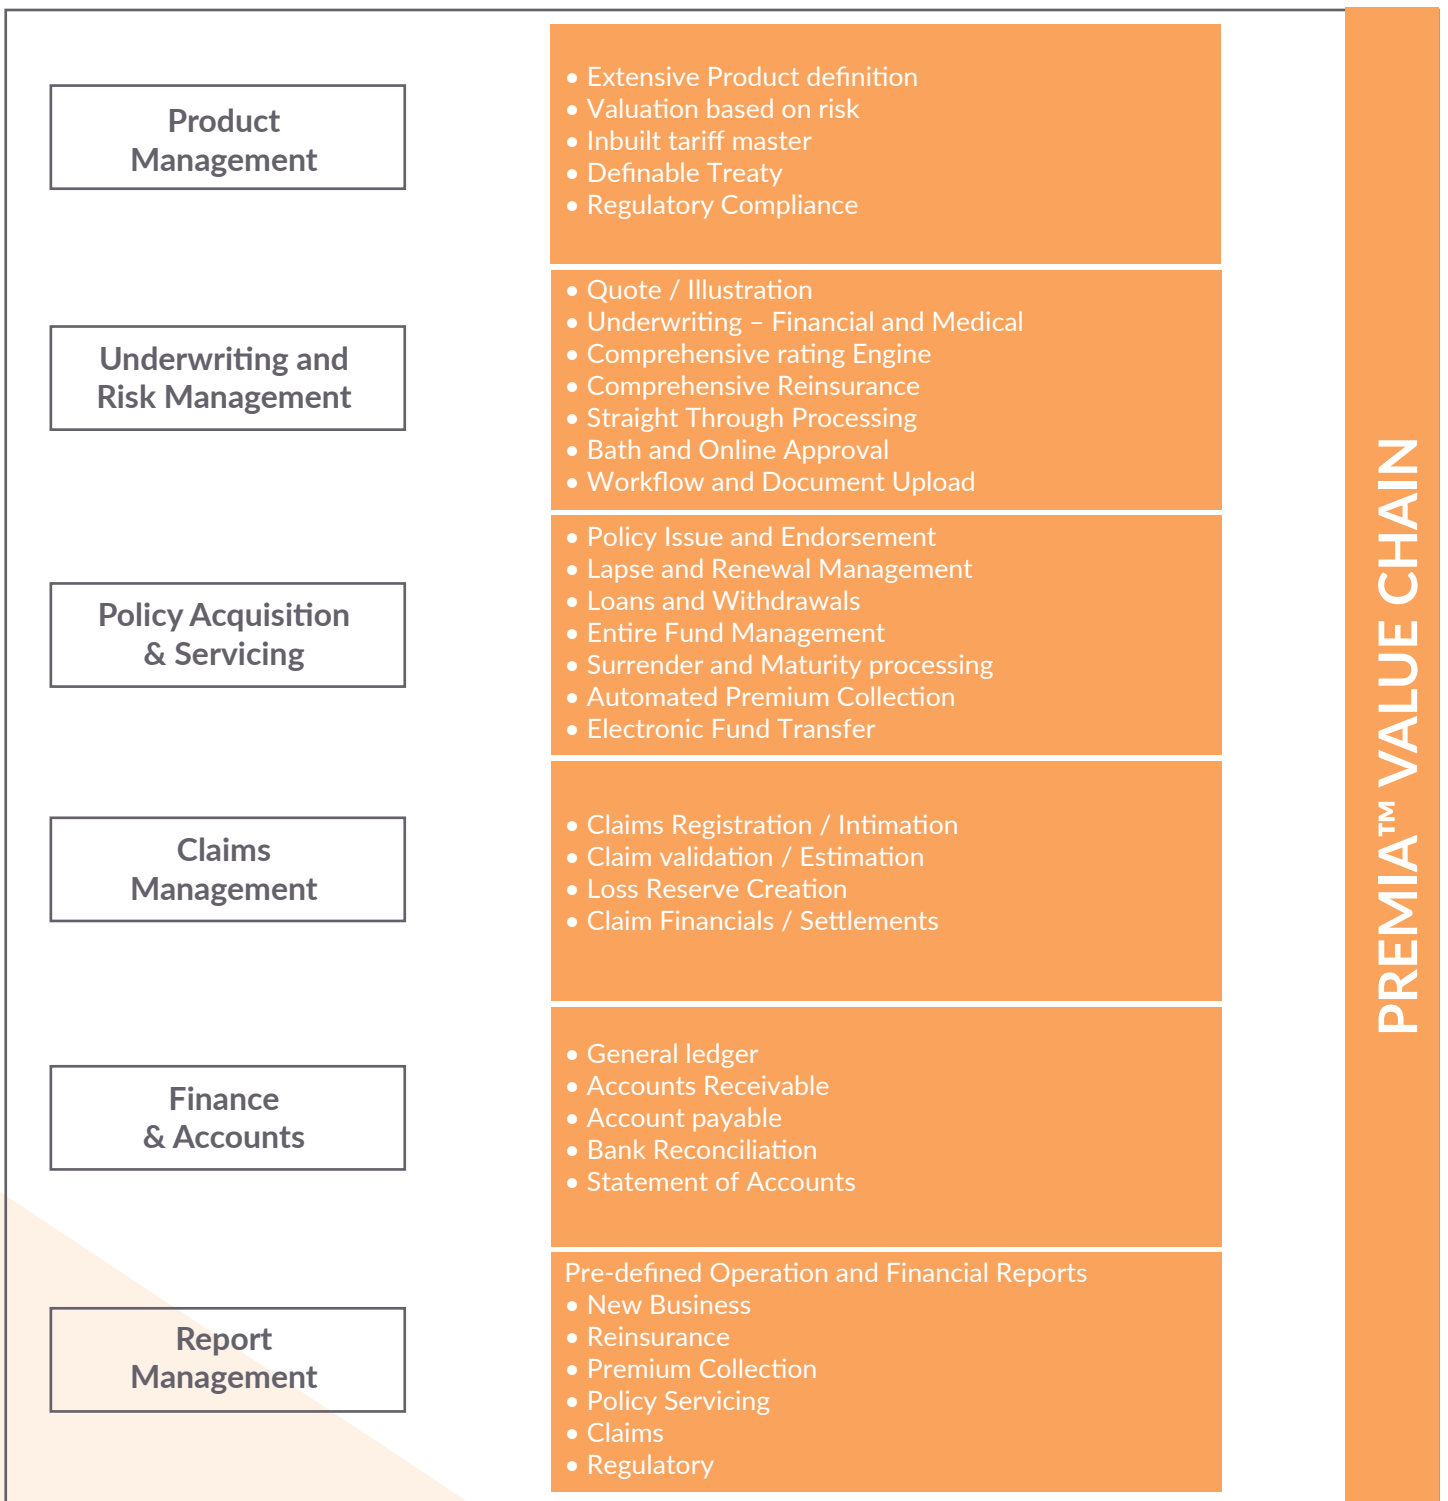 Product
Management
• Extensive Product definition
• Valuation based on risk
• Inbuilt tariff master
• Definable Treaty
• Regulatory Compliance
Underwriting and
Risk Management
• Quote / Illustration
• Underwriting – Financial and Medical
• Comprehensive rating Engine
• Comprehensive Reinsurance
• Straight Through Processing
• Bath and Online Approval
• Workflow and Document Upload
Policy Acquisition
& Servicing
• Policy Issue and Endorsement
• Lapse and Renewal Management
• Loans and Withdrawals
• Entire Fund Management
• Surrender and Maturity processing
• Automated Premium Collection
• Electronic Fund Transfer
Claims
Management
• Claims Registration / Intimation
• Claim validation / Estimation
• Loss Reserve Creation
• Claim Financials / Settlements
Finance
& Accounts
• General ledger
• Accounts Receivable
• Account payable
• Bank Reconciliation
• Statement of Accounts
Report
Management
Pre-defined Operation and Financial Reports
• New Business
• Reinsurance
• Premium Collection
• Policy Servicing
• Claims
• Regulatory
PREMIA™ VALUE CHAIN